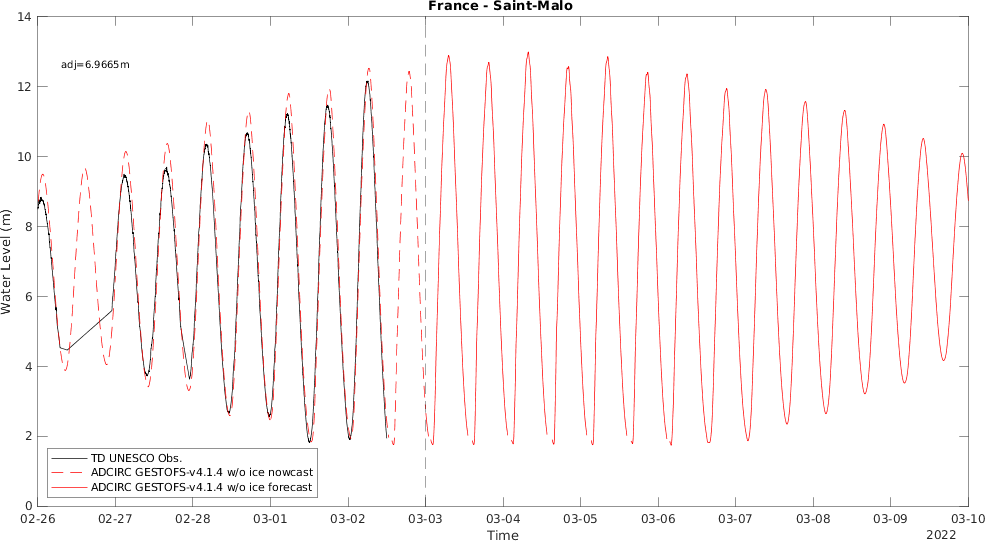 France - Saint-Malo
14
adj=6.9665m
12
10
8
6
4
2
0
Water Level (m)
TD UNESCO Obs.
ADCIRC GESTOFS-v4.1.4 w/o ice nowcast
ADCIRC GESTOFS-v4.1.4 w/o ice forecast
02-26 02-27 02-28 03-01 03-02 03-03 03-04 03-05 03-06 03-07 03-08 03-09 03-10
Time
2022